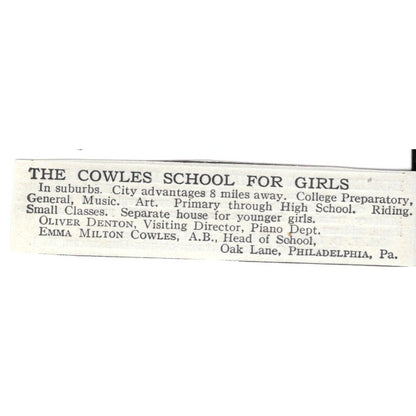 THE COWLES SCHOOL FOR GIRLS
In suburbs. City advantages 8 miles away. College Preparatory,
General, Music. Art. Primary through High School. Riding.
Small Classes. Separate house for younger girls.
OLIVER DENTON, Visiting Director, Piano Dept.
EMMA MILTON COWLES, A.B., Head of School,
Oak Lane, PHILADELPHIA, Pa.